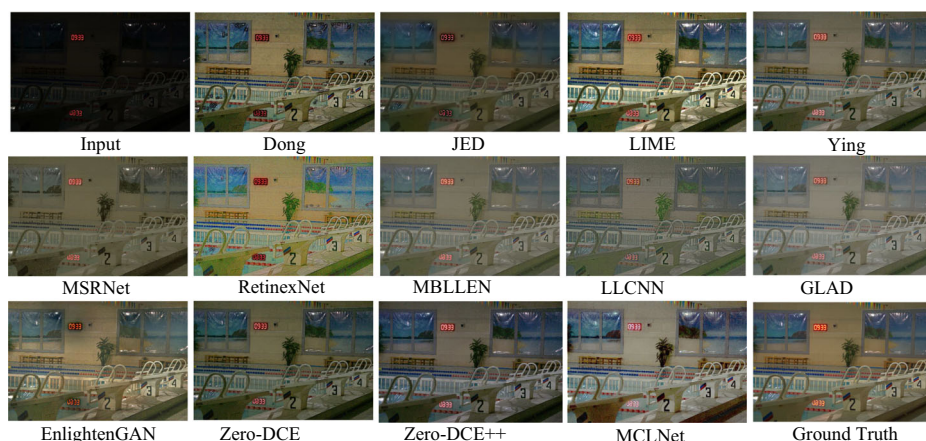 Input Dong JED LIME Ying
MSRNet RetinexNet MBLLEN LLCNN GLAD
EnlightenGAN Zero-DCE Zero-DCE++ MCLNet Ground Truth